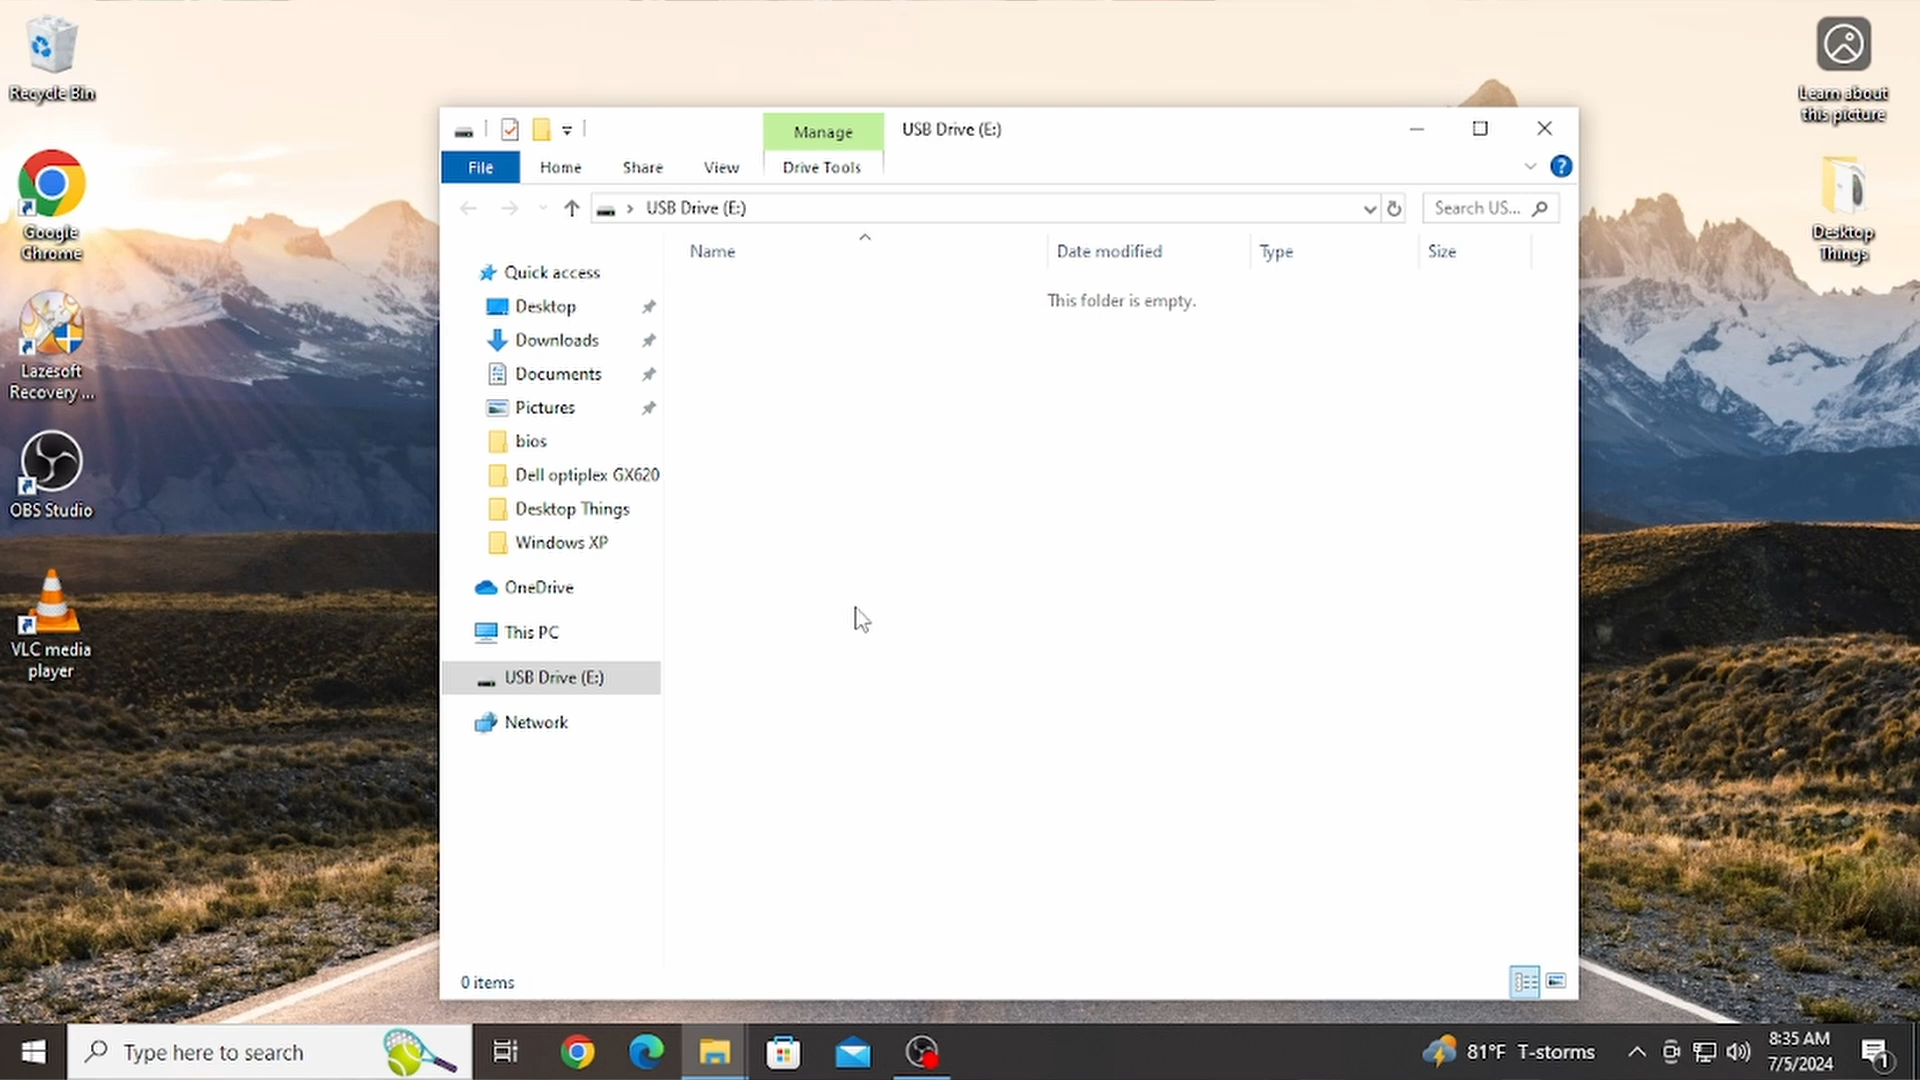 Recycle Bin
Google
Chrome
Lazesoft
Recovery ...
OBS Studio
VLC media
player
Learn about
this picture
Desktop
Things
Manage
USB Drive (E:)
File
Home
Share
View
Drive Tools
USB Drive (E:)
Search US...
Name
Date modified
Type
Size
This folder is empty.
Quick access
Desktop
Downloads
Documents
Pictures
bios
Dell optiplex GX620
Desktop Things
Windows XP
OneDrive
This PC
USB Drive (E:)
Network
0 items
Type here to search
81°F T-storms
8:35 AM
7/5/2024
1